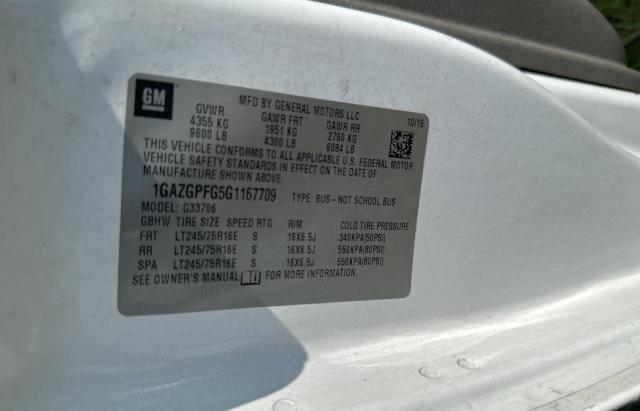 GM
MFD BY GENERAL MOTORS LLC
10/15
GVWR GAWR FRT GAWR RR
4355 KG 1951 KG 2760 KG
9600 LB 4300 LB 6084 LB
THIS VEHICLE CONFORMS TO ALL APPLICABLE U.S. FEDERAL MOTOR
VEHICLE SAFETY STANDARDS IN EFFECT ON THE DATE OF
MANUFACTURE SHOWN ABOVE.
1GAZGPFG5G1167709 TYPE: BUS-NOT SCHOOL BUS
MODEL: G33706
GBHW TIRE SIZE SPEED RTG RIM COLD TIRE PRESSURE
FRT LT245/75R16E S 16X6.5J 340KPA(50PSI)
RR LT245/75R16E S 16X6.5J 550KPA(80PSI)
SPA LT245/75R16E S 16X6.5J 550KPA(80PSI)
SEE OWNER'S MANUAL FOR MORE INFORMATION.